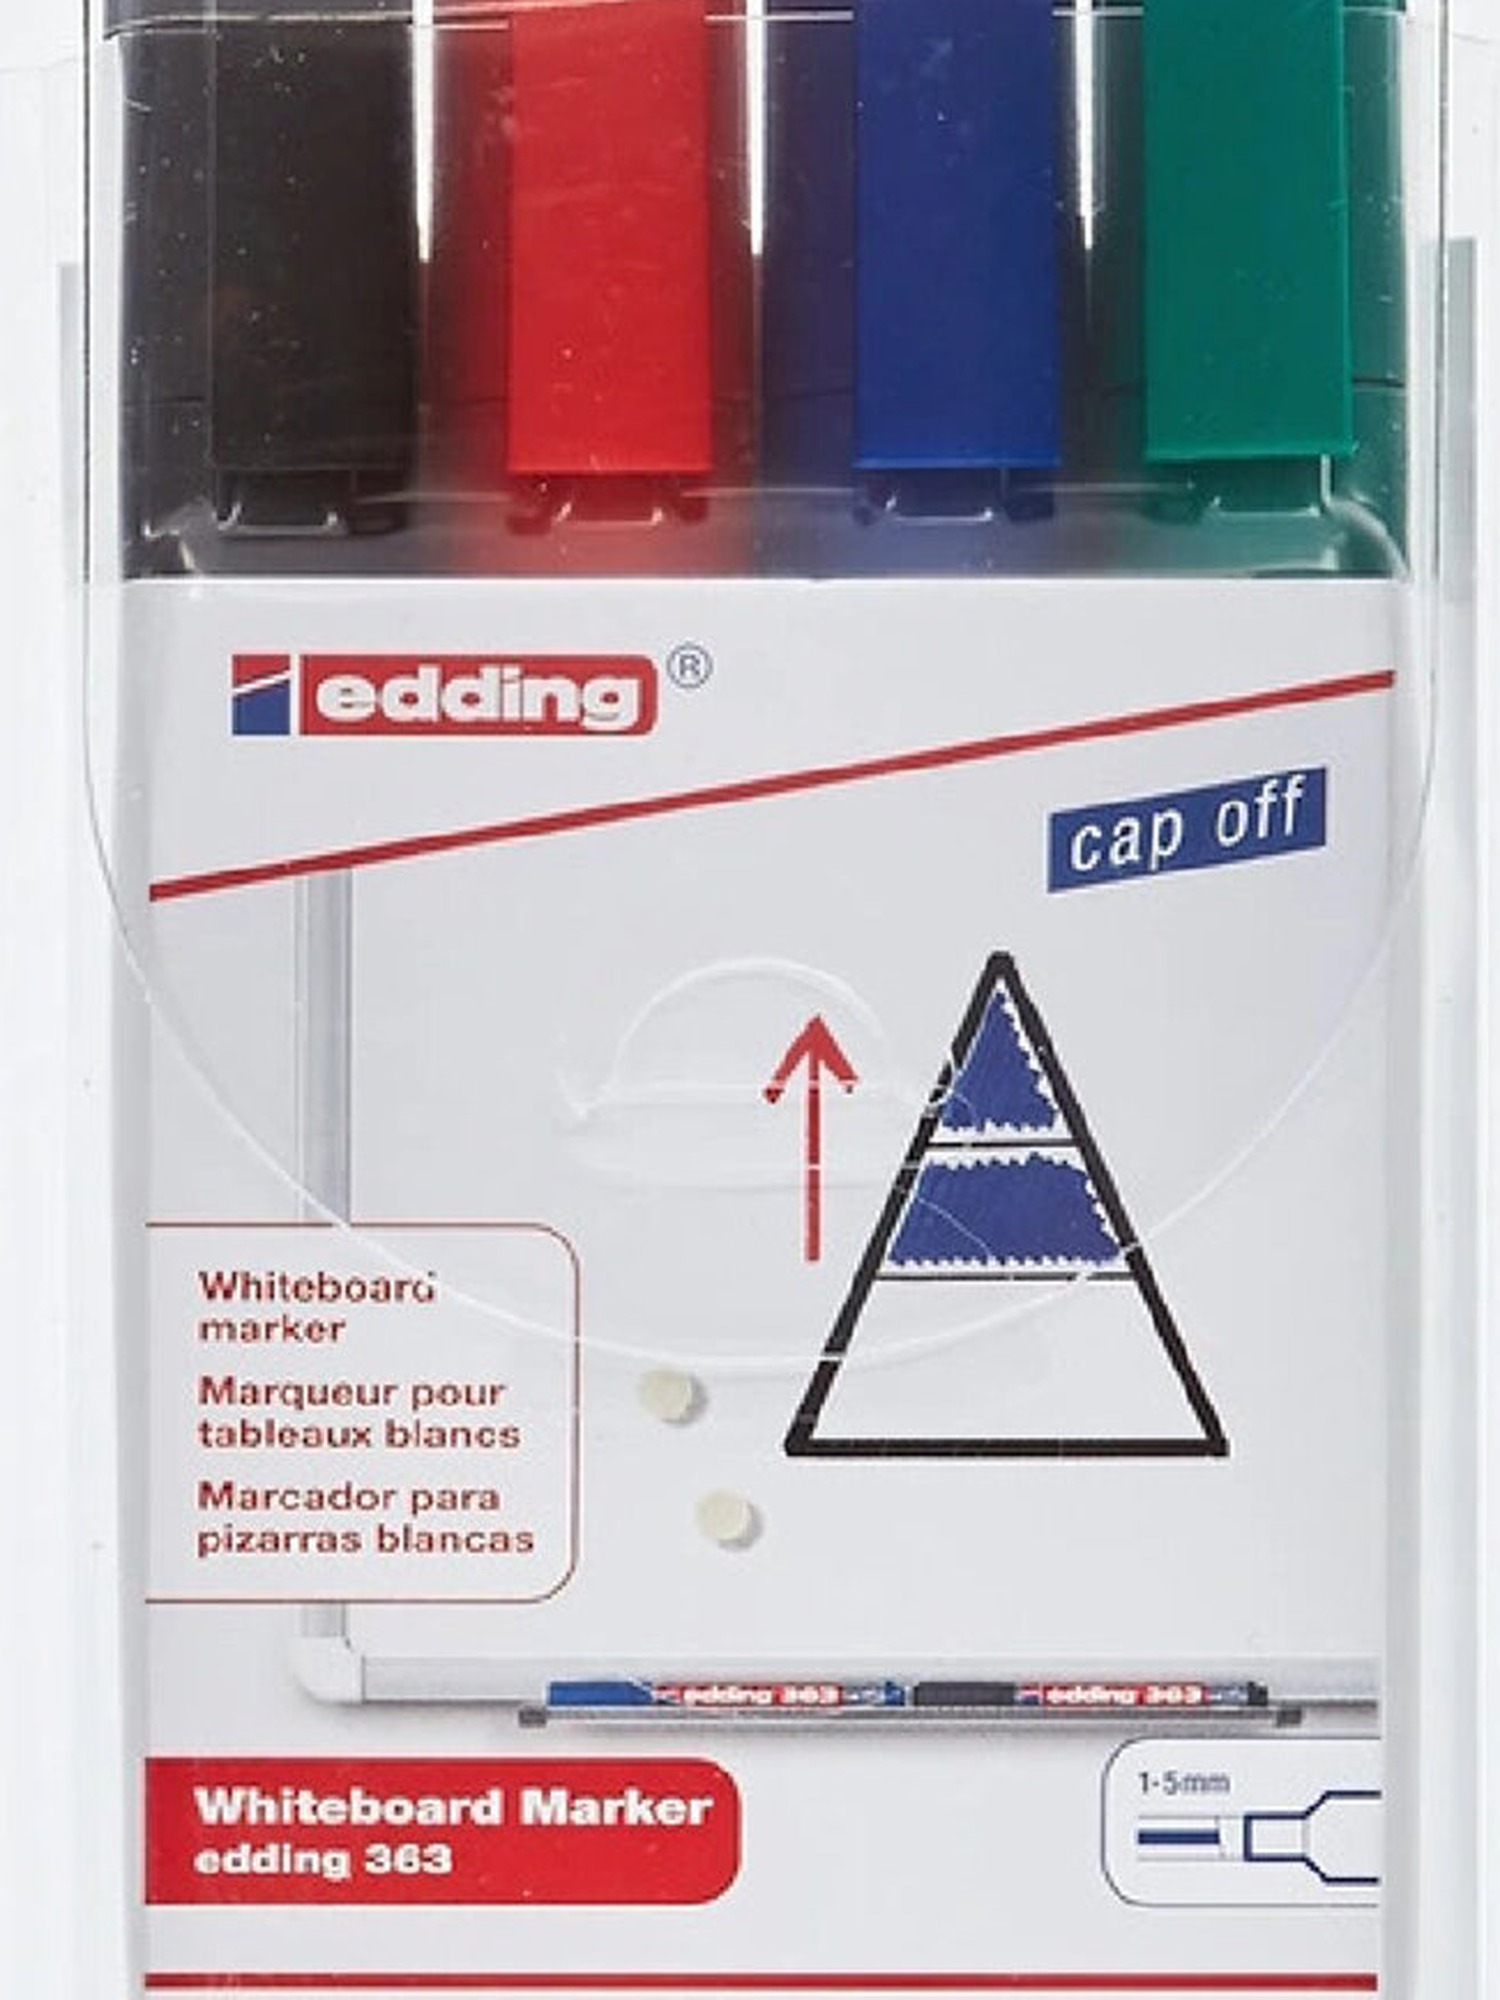 edding®
cap off
Whiteboard
marker
Marqueur pour
tableaux blancs
Marcador para
pizarras blancas
edding 363
edding 363
Whiteboard Marker
edding 363
1-5mm